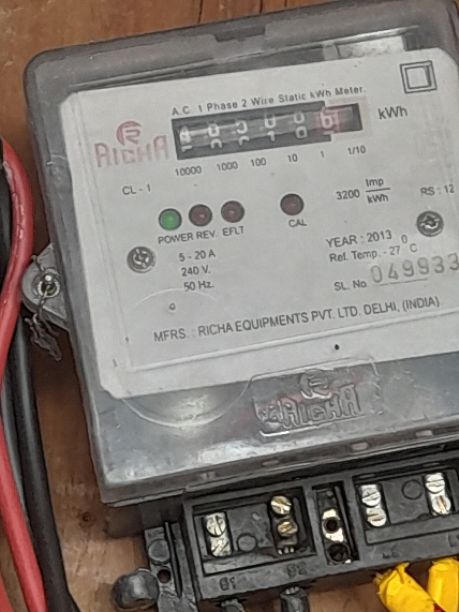 A.C. 1 Phase 2 Wire Static kWh Meter.
RICHA
kWh
10000 1000 100 10 1 1/10
CL - 1
3200 Imp/kWh
RS : 12
POWER REV. EFLT
CAL
5 - 20 A
240 V.
50 Hz.
YEAR : 2013
Ref. Temp. - 27 °C
SL. No. 049933
MFRS. : RICHA EQUIPMENTS PVT. LTD. DELHI, (INDIA)
RICHA